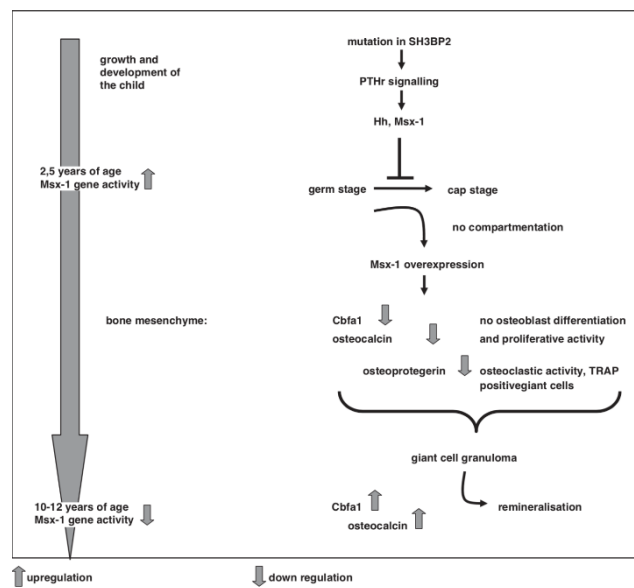 mutation in SH3BP2
growth and
development of
the child
PTHr signalling
Hh, Msx-1
2,5 years of age
Msx-1 gene activity
germ stage
cap stage
no compartmentation
Msx-1 overexpression
bone mesenchyme:
Cbfa1
osteocalcin
no osteoblast differentiation
and proliferative activity
osteoprotegerin
osteoclastic activity, TRAP
positivegiant cells
giant cell granuloma
10-12 years of age
Msx-1 gene activity
Cbfa1
osteocalcin
remineralisation
upregulation
down regulation